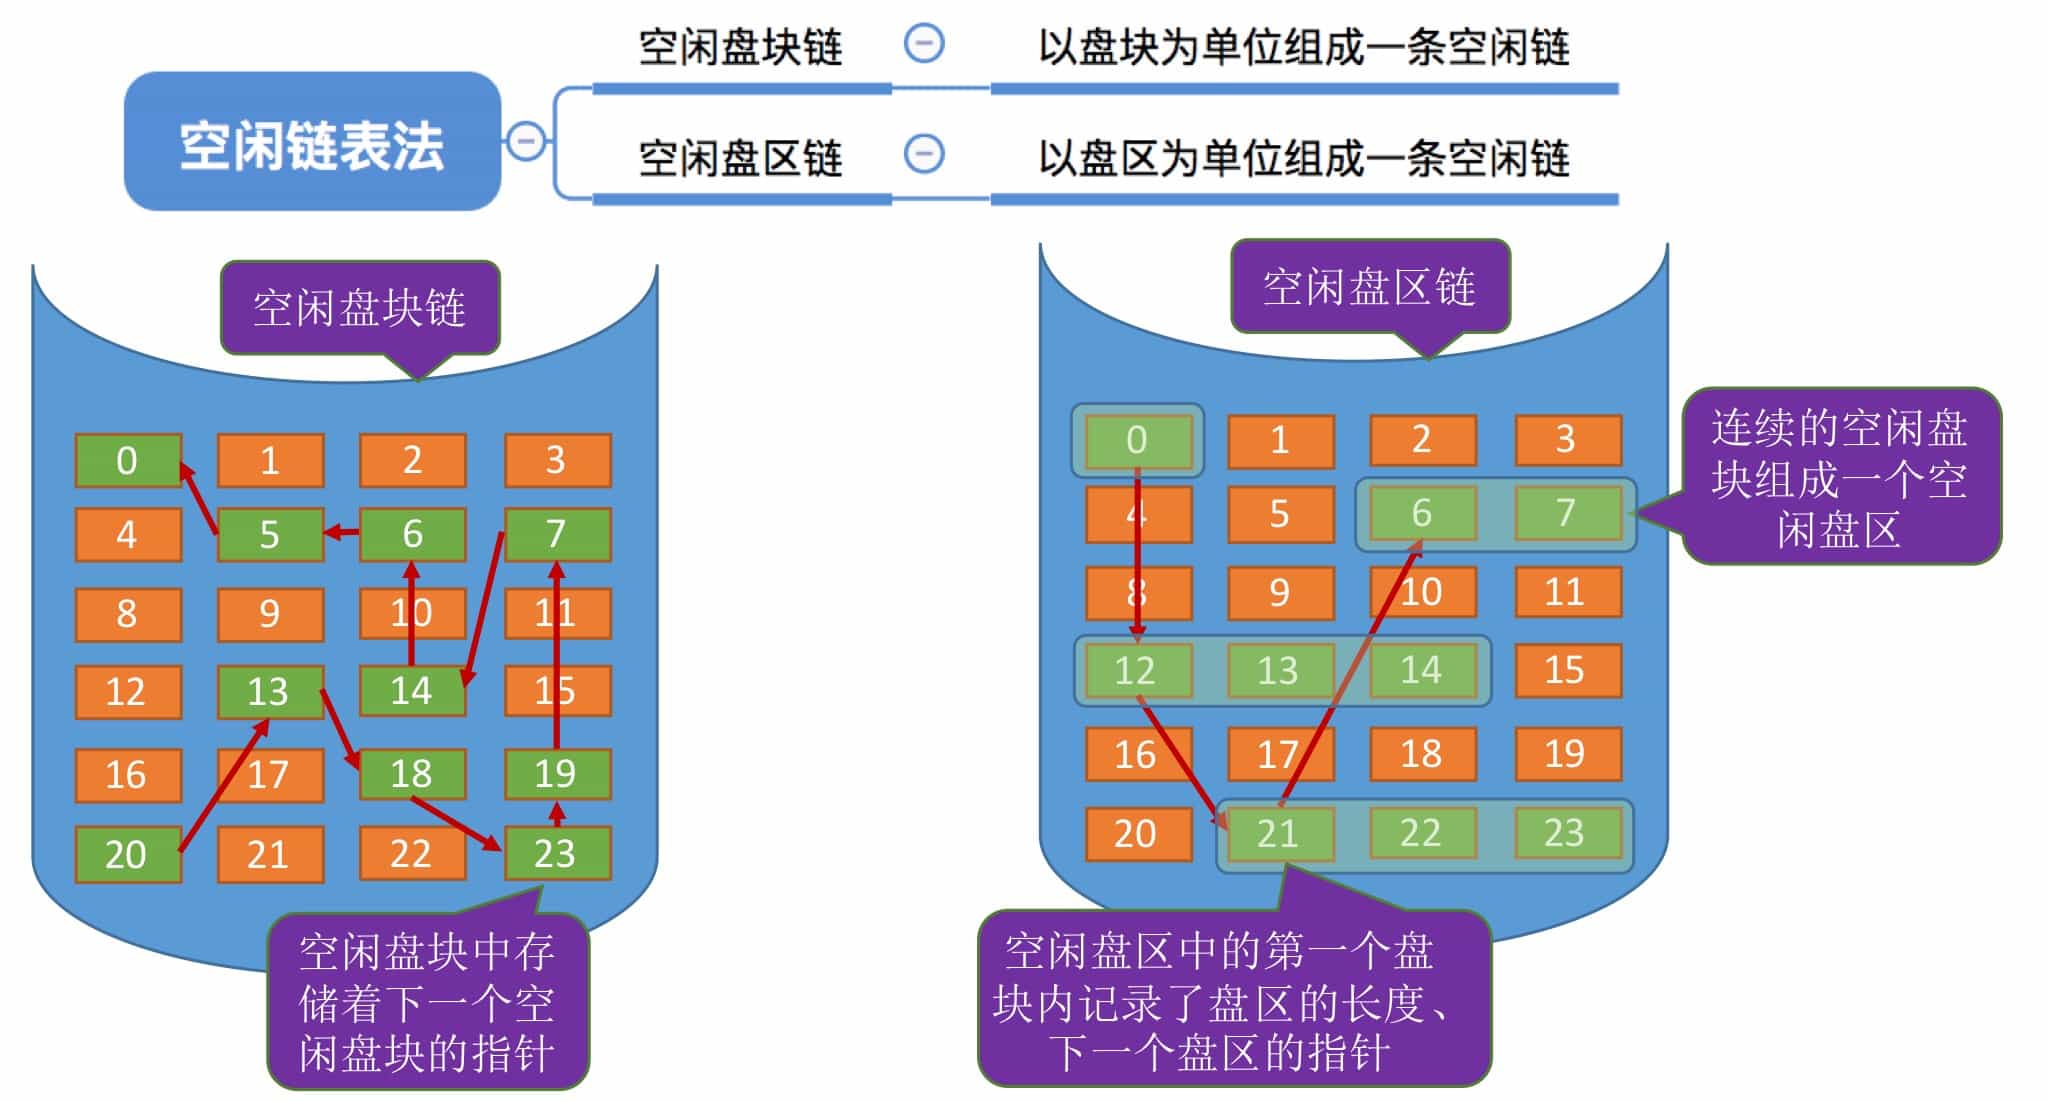 空闲链表法
空闲盘块链
以盘块为单位组成一条空闲链
空闲盘区链
以盘区为单位组成一条空闲链
空闲盘块链
0 1 2 3
4 5 6 7
8 9 10 11
12 13 14 15
16 17 18 19
20 21 22 23
空闲盘块中存
储着下一个空
闲盘块的指针
空闲盘区链
0 1 2 3
4 5 6 7
8 9 10 11
12 13 14 15
16 17 18 19
20 21 22 23
连续的空闲盘
块组成一个空
闲盘区
空闲盘区中的第一个盘
块内记录了盘区的长度、
下一个盘区的指针